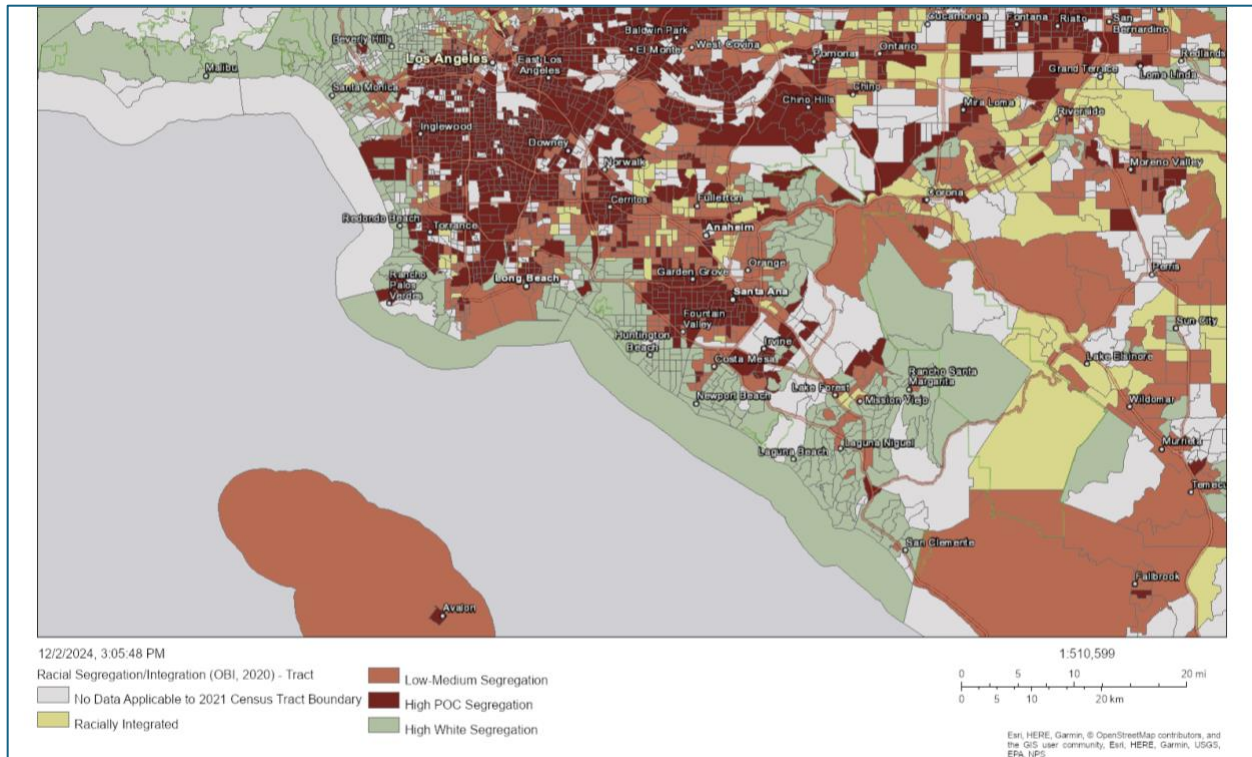 Cucamonga
Fontana
Rialto
San
Bernardino
Baldwin Park
Beverly Hills
El Monte
West Covina
Los Angeles
East Los
Angeles
Pomona
Ontario
Redlands
Loma Linda
Malibu
Grand Terrace
Santa Monica
Chino
Chino Hills
Mira Loma
Riverside
Inglewood
Downey
Norwalk
Moreno Valley
Cerritos
Fullerton
Corona
Redondo Beach
Torrance
Anaheim
Orange
Garden Grove
Perris
Rancho
Palos
Verdes
Long Beach
Santa Ana
Fountain
Valley
Sun City
Huntington
Beach
Irvine
Costa Mesa
Lake Elsinore
Rancho Santa
Margarita
Lake Forest
Mission Viejo
Newport Beach
Wildomar
Laguna Niguel
Laguna Beach
Murrieta
Temecu
San Clemente
Fallbrook
Avalon
12/2/2024, 3:05:48 PM
Racial Segregation/Integration (OBI, 2020) - Tract
No Data Applicable to 2021 Census Tract Boundary
Racially Integrated
Low-Medium Segregation
High POC Segregation
High White Segregation
1:510,599
0 5 10 20 mi
0 5 10 20 km
Esri, HERE, Garmin, © OpenStreetMap contributors, and
the GIS user community, Esri, HERE, Garmin, USGS,
EPA, NPS